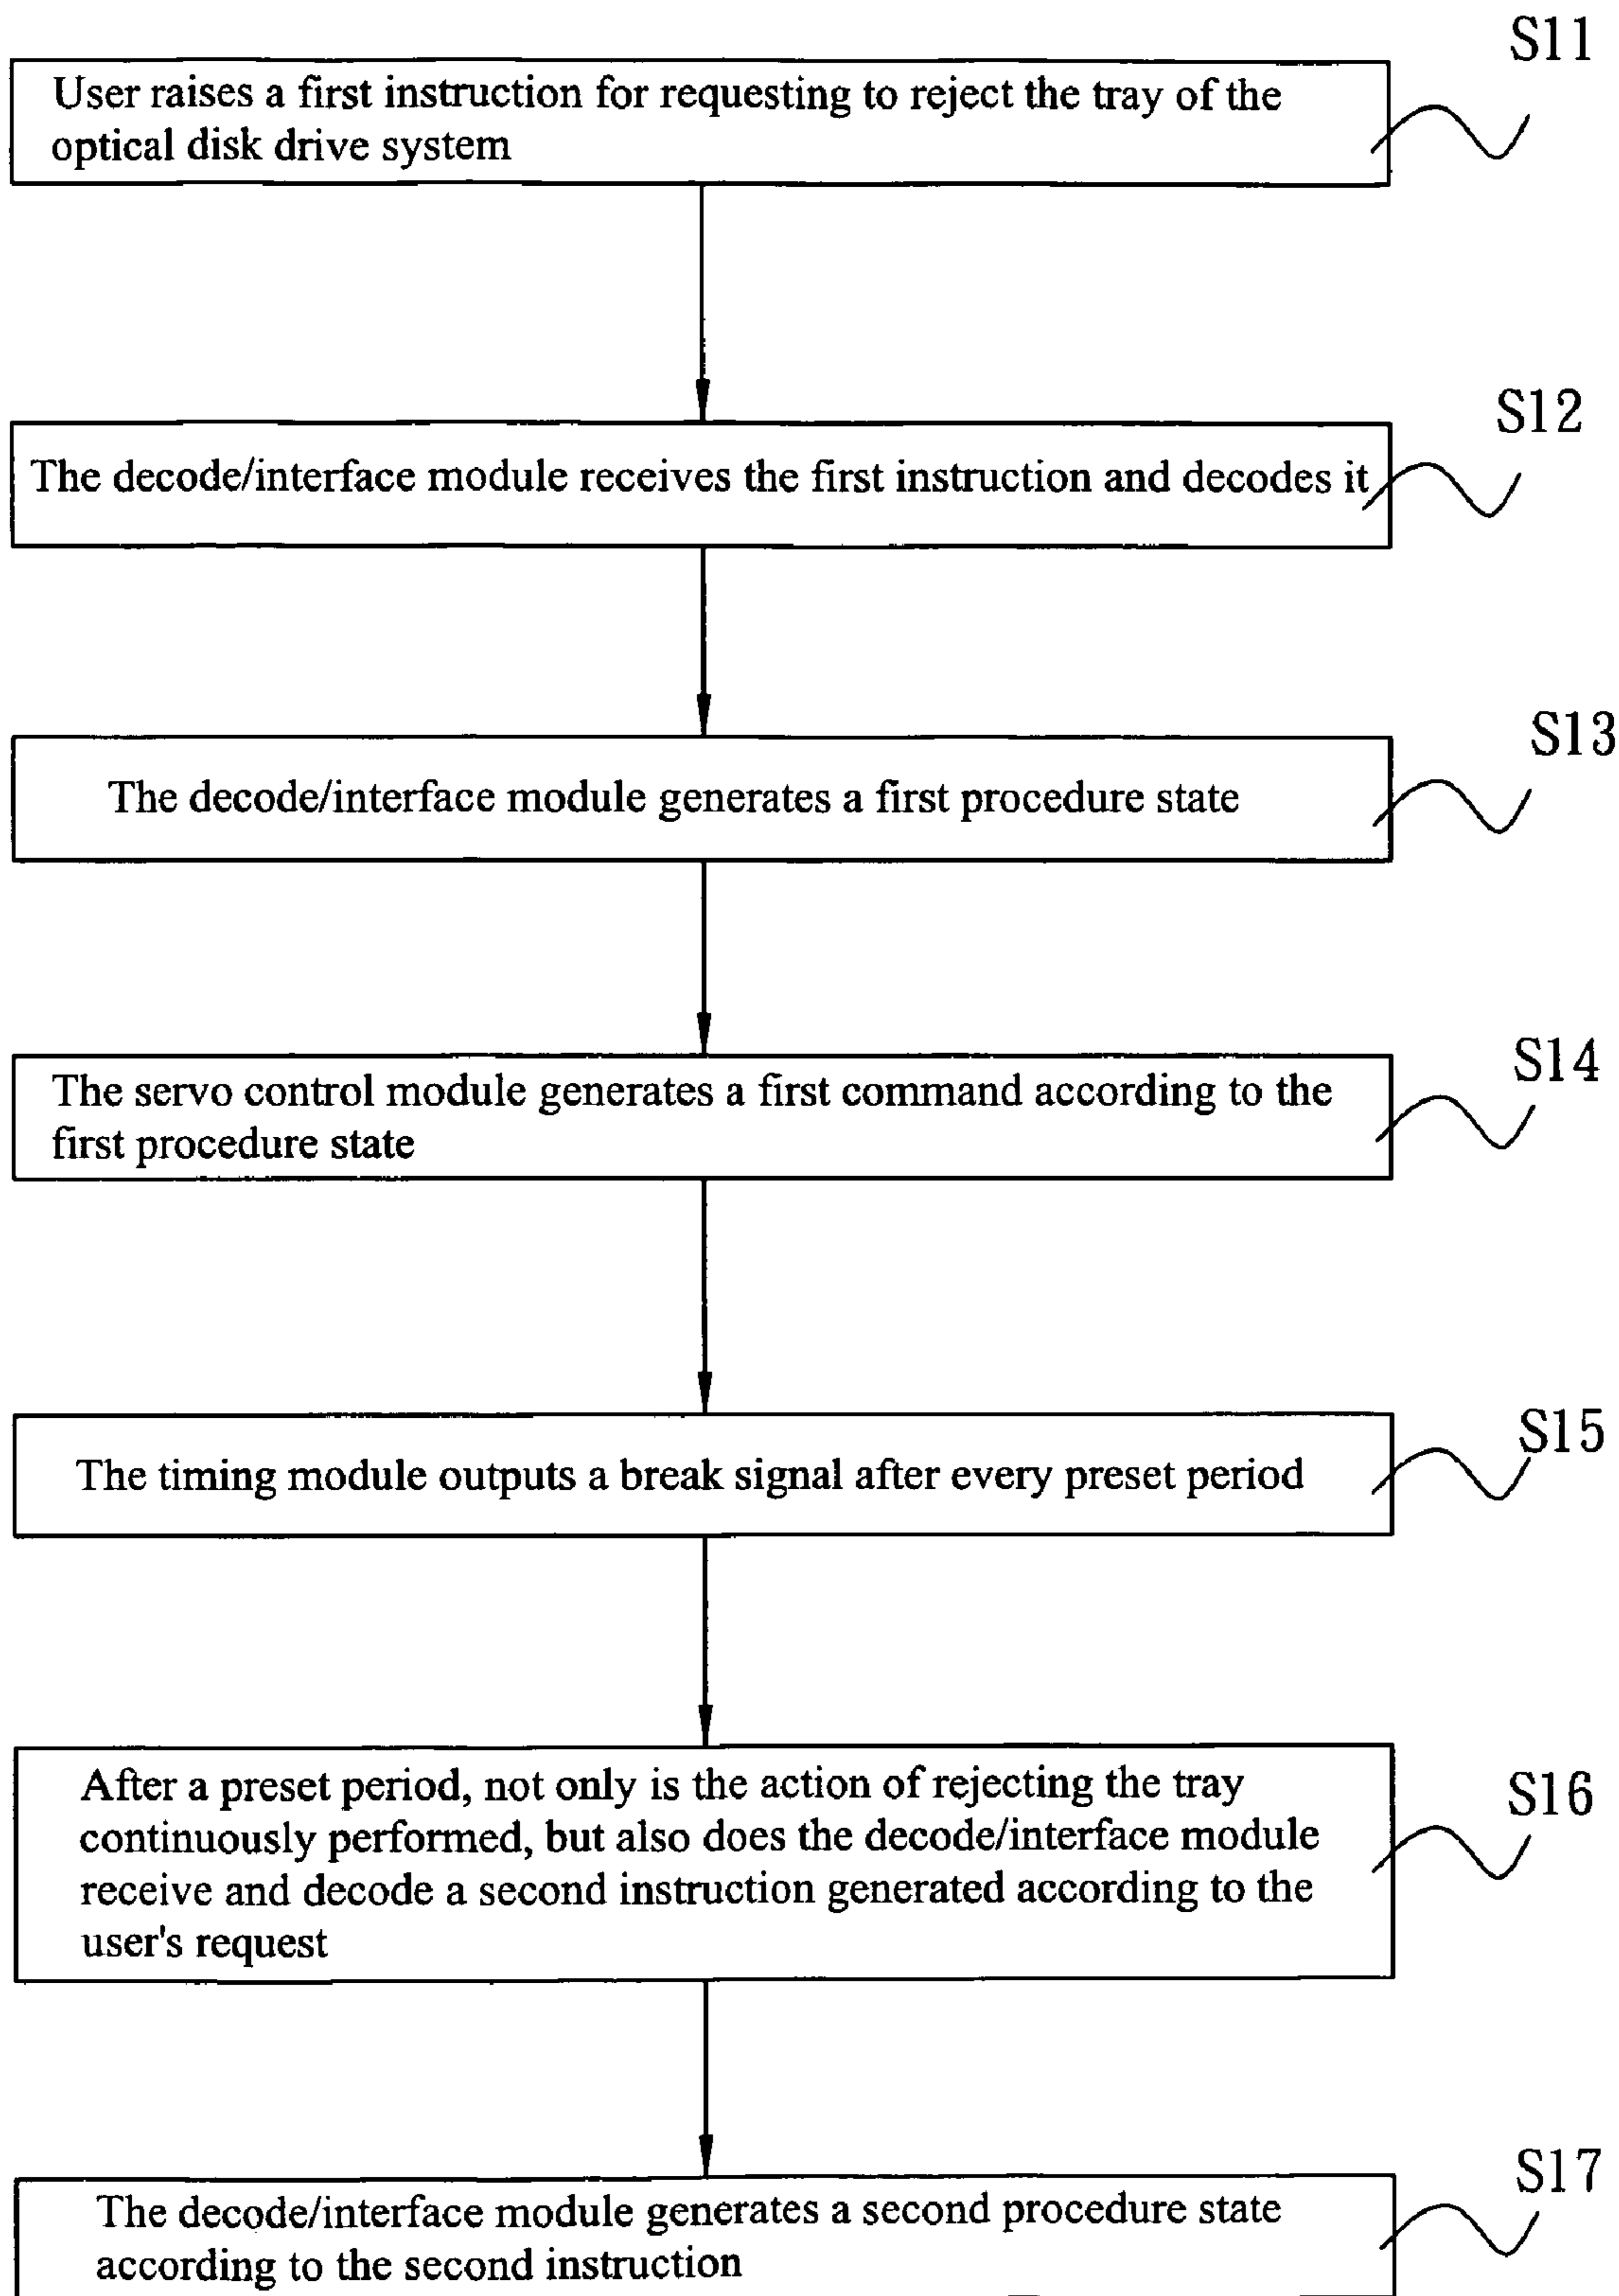 S11
User raises a first instruction for requesting to reject the tray of the
optical disk drive system
S12
The decode/interface module receives the first instruction and decodes it
S13
The decode/interface module generates a first procedure state
S14
The servo control module generates a first command according to the
first procedure state
S15
The timing module outputs a break signal after every preset period
S16
After a preset period, not only is the action of rejecting the tray
continuously performed, but also does the decode/interface module
receive and decode a second instruction generated according to the
user's request
S17
The decode/interface module generates a second procedure state
according to the second instruction